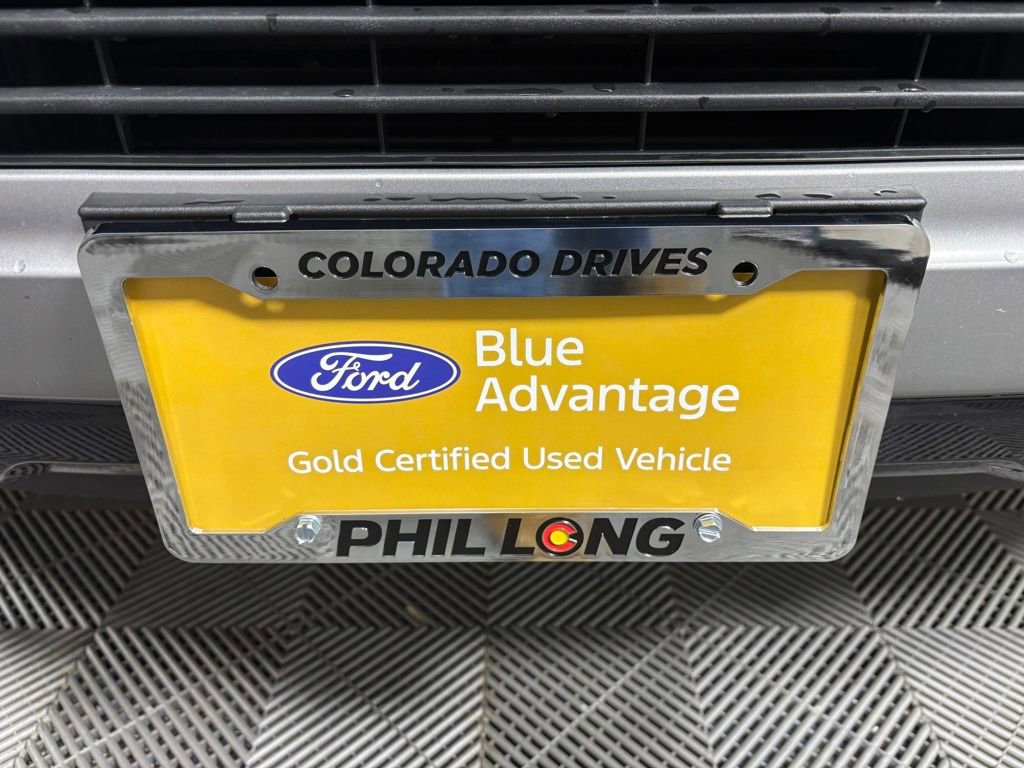 COLORADO DRIVES
Ford
Blue
Advantage
Gold Certified Used Vehicle
PHIL LONG